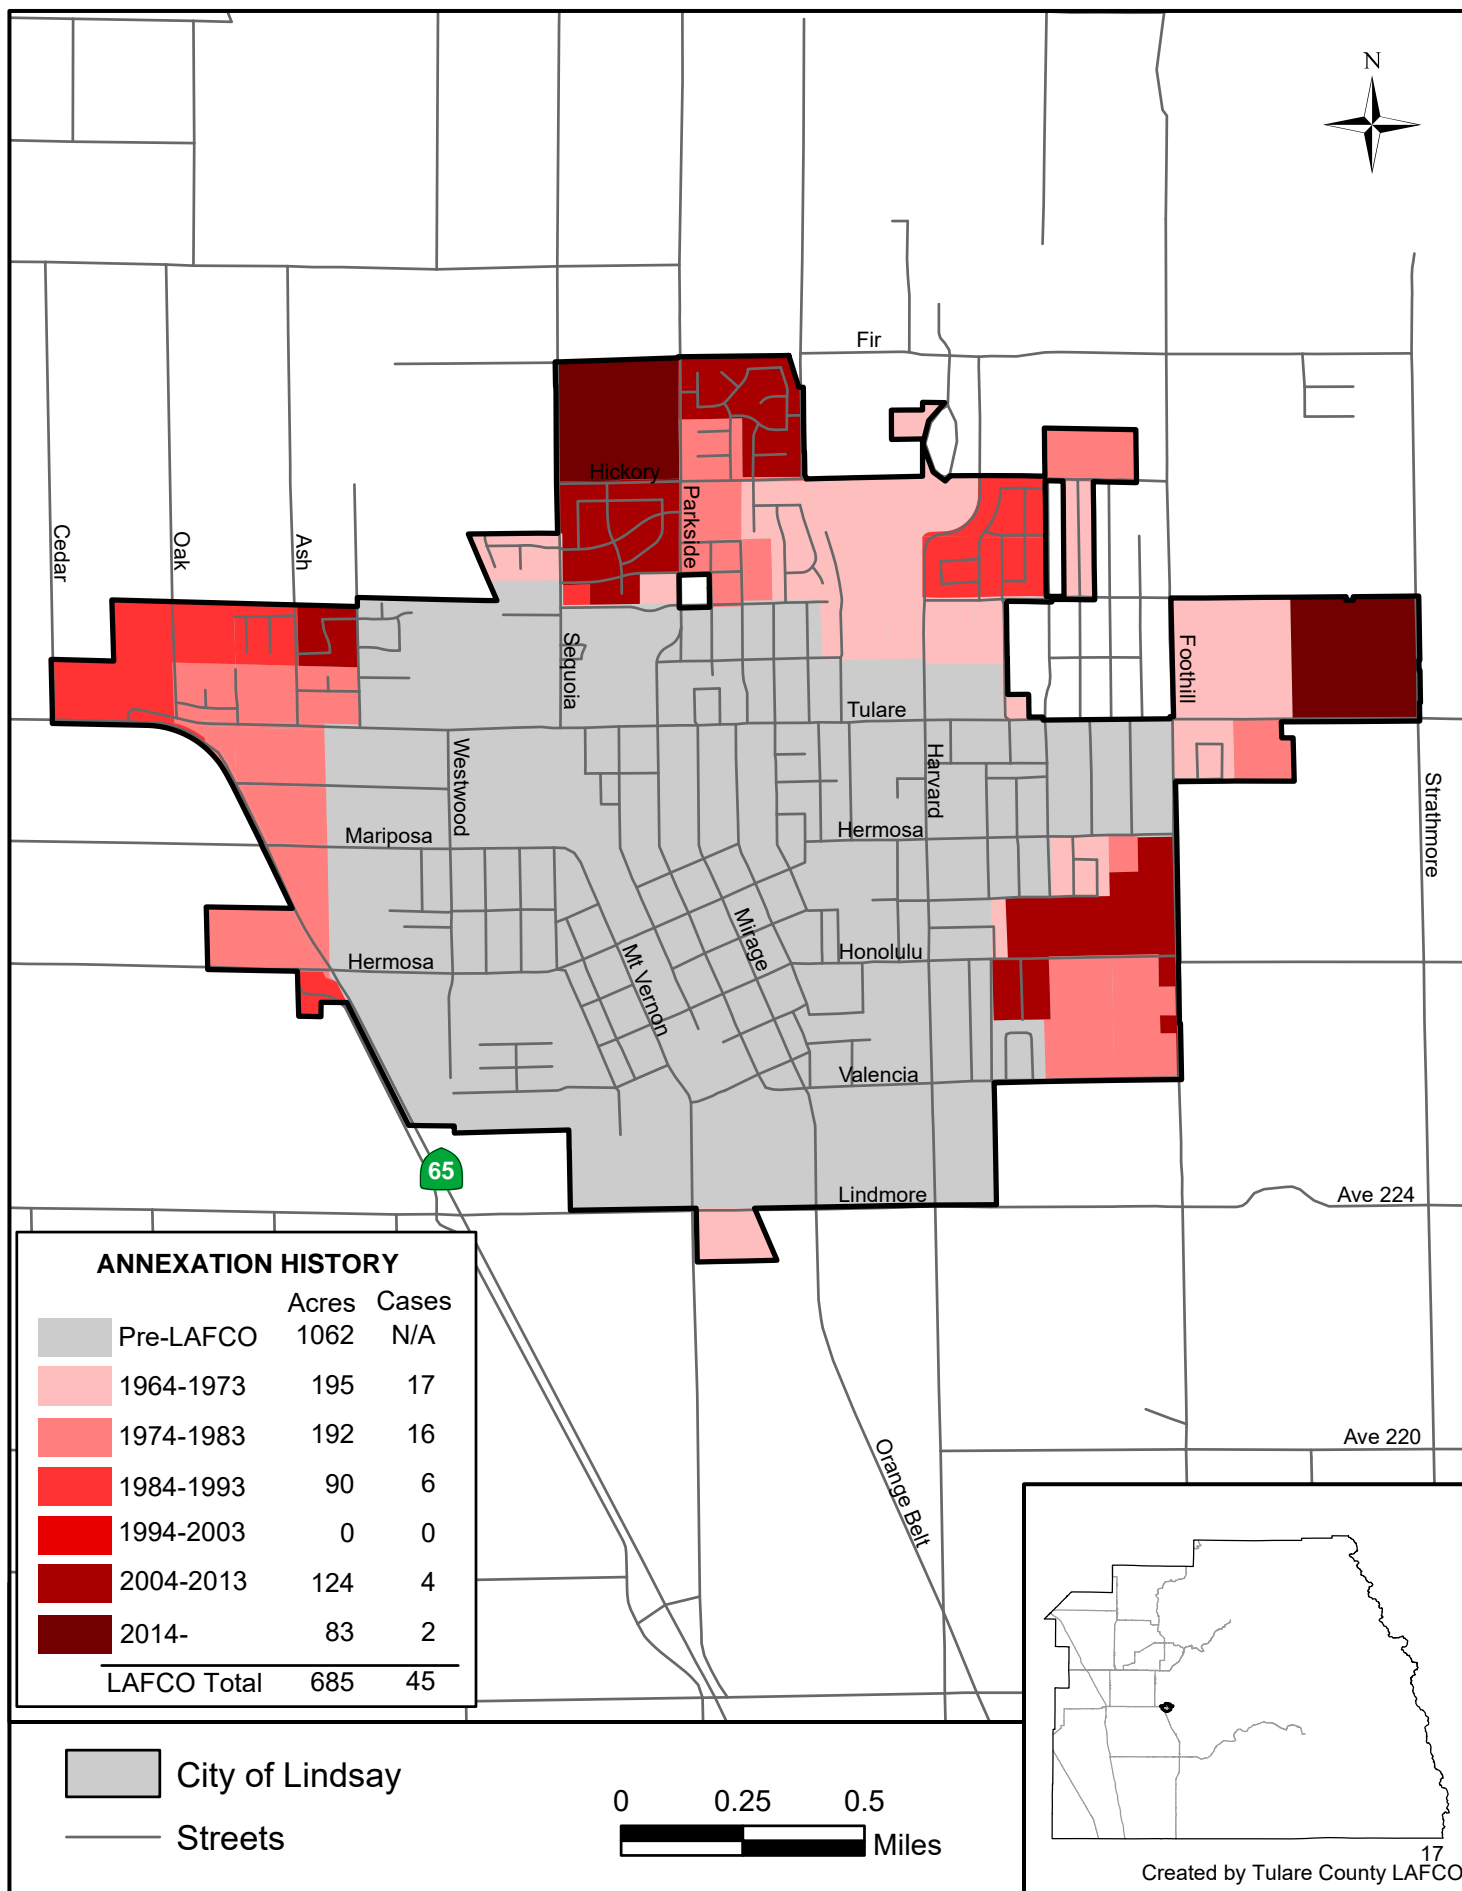 N
Fir
Hickory
Parkside
Cedar
Oak
Ash
Sequoia
Foothill
Tulare
Westwood
Harvard
Strathmore
Mariposa
Hermosa
Mirage
Mt Vernon
Honolulu
Hermosa
Valencia
65
Lindmore
Ave 224
Ave 220
Orange Belt
ANNEXATION HISTORY
Acres Cases
Pre-LAFCO 1062 N/A
1964-1973 195 17
1974-1983 192 16
1984-1993 90 6
1994-2003 0 0
2004-2013 124 4
2014- 83 2
LAFCO Total 685 45
City of Lindsay
Streets
0 0.25 0.5
Miles
17
Created by Tulare County LAFCO